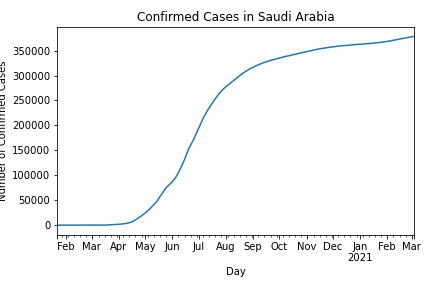 Confirmed Cases in Saudi Arabia
Number of Confirmed Cases
350000
300000
250000
200000
150000
100000
50000
0
Feb Mar Apr May Jun Jul Aug Sep Oct Nov Dec Jan Feb Mar
2021
Day